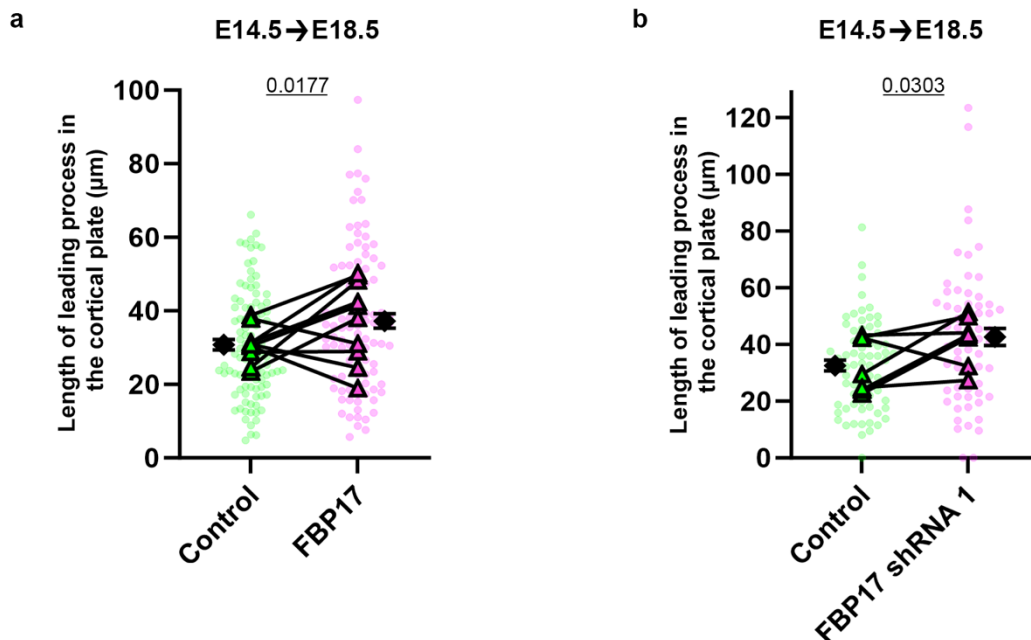 a
E14.5→E18.5
0.0177
Length of leading process in
the cortical plate (µm)
100
80
60
40
20
0
Control
FBP17
b
E14.5→E18.5
0.0303
Length of leading process in
the cortical plate (µm)
120
100
80
60
40
20
0
Control
FBP17 shRNA 1